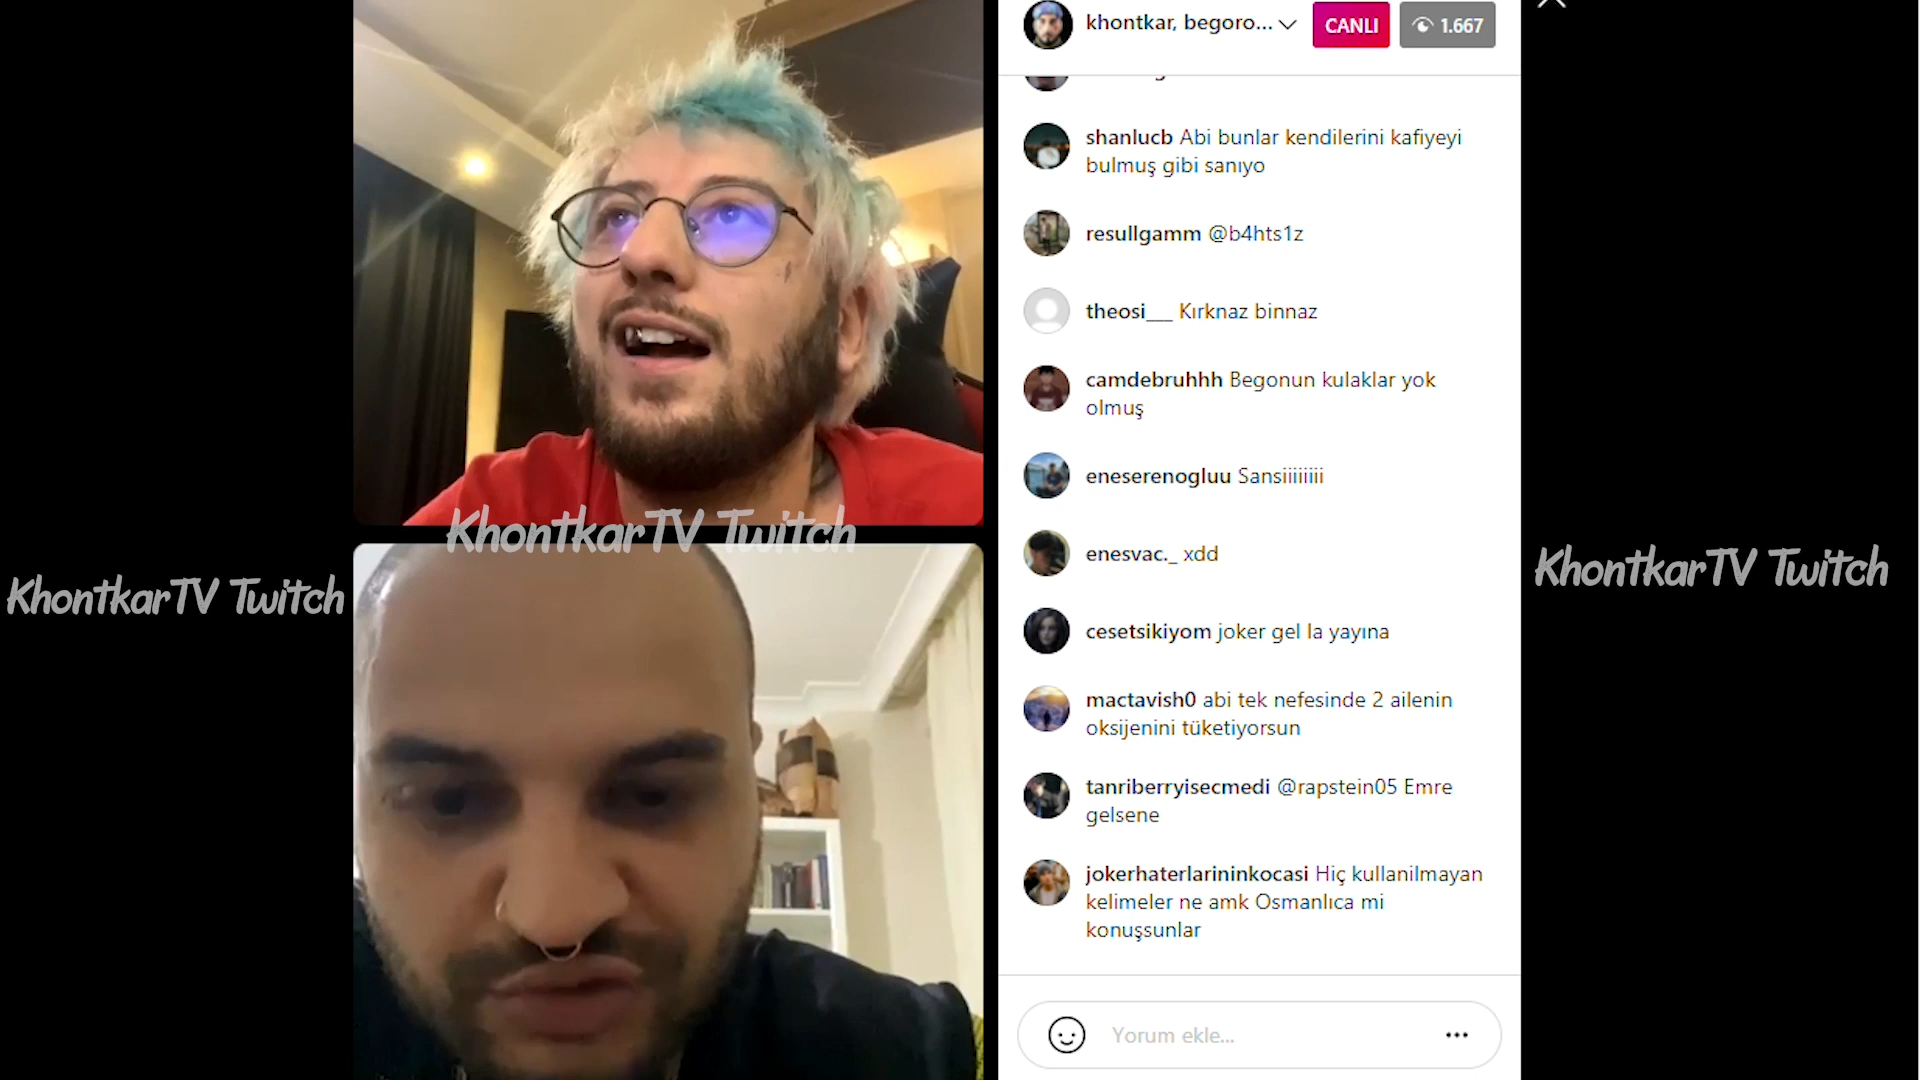 khontkar, begoro...
CANLI
1.667
shanlucb Abi bunlar kendilerini kafiyeyi
bulmuş gibi sanıyo
resullgamm @b4hts1z
theosi___ Kırknaz binnaz
camdebruhhh Begonun kulaklar yok
olmuş
eneserenogluu Sansiiiiiiiii
enesvac._ xdd
cesetsikiyom joker gel la yayına
mactavish0 abi tek nefesinde 2 ailenin
oksijenini tüketiyorsun
tanriberryisecmedi @rapstein05 Emre
gelsene
jokerhaterlarininkocasi Hiç kullanilmayan
kelimeler ne amk Osmanlıca mi
konuşsunlar
Yorum ekle...
KhontkarTV Twitch
KhontkarTV Twitch
KhontkarTV Twitch